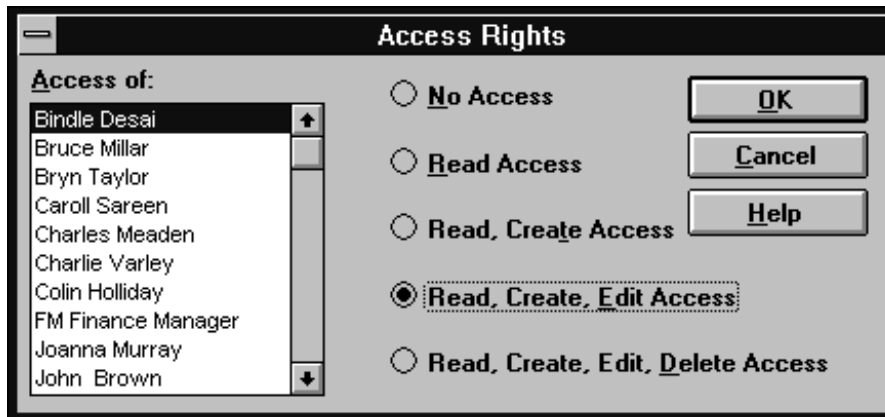 Access Rights
Access of:
Bindle Desai
Bruce Millar
Bryn Taylor
Caroll Sareen
Charles Meaden
Charlie Varley
Colin Holliday
FM Finance Manager
Joanna Murray
John  Brown
No Access
Read Access
Read, Create Access
Read, Create, Edit Access
Read, Create, Edit, Delete Access
OK
Cancel
Help